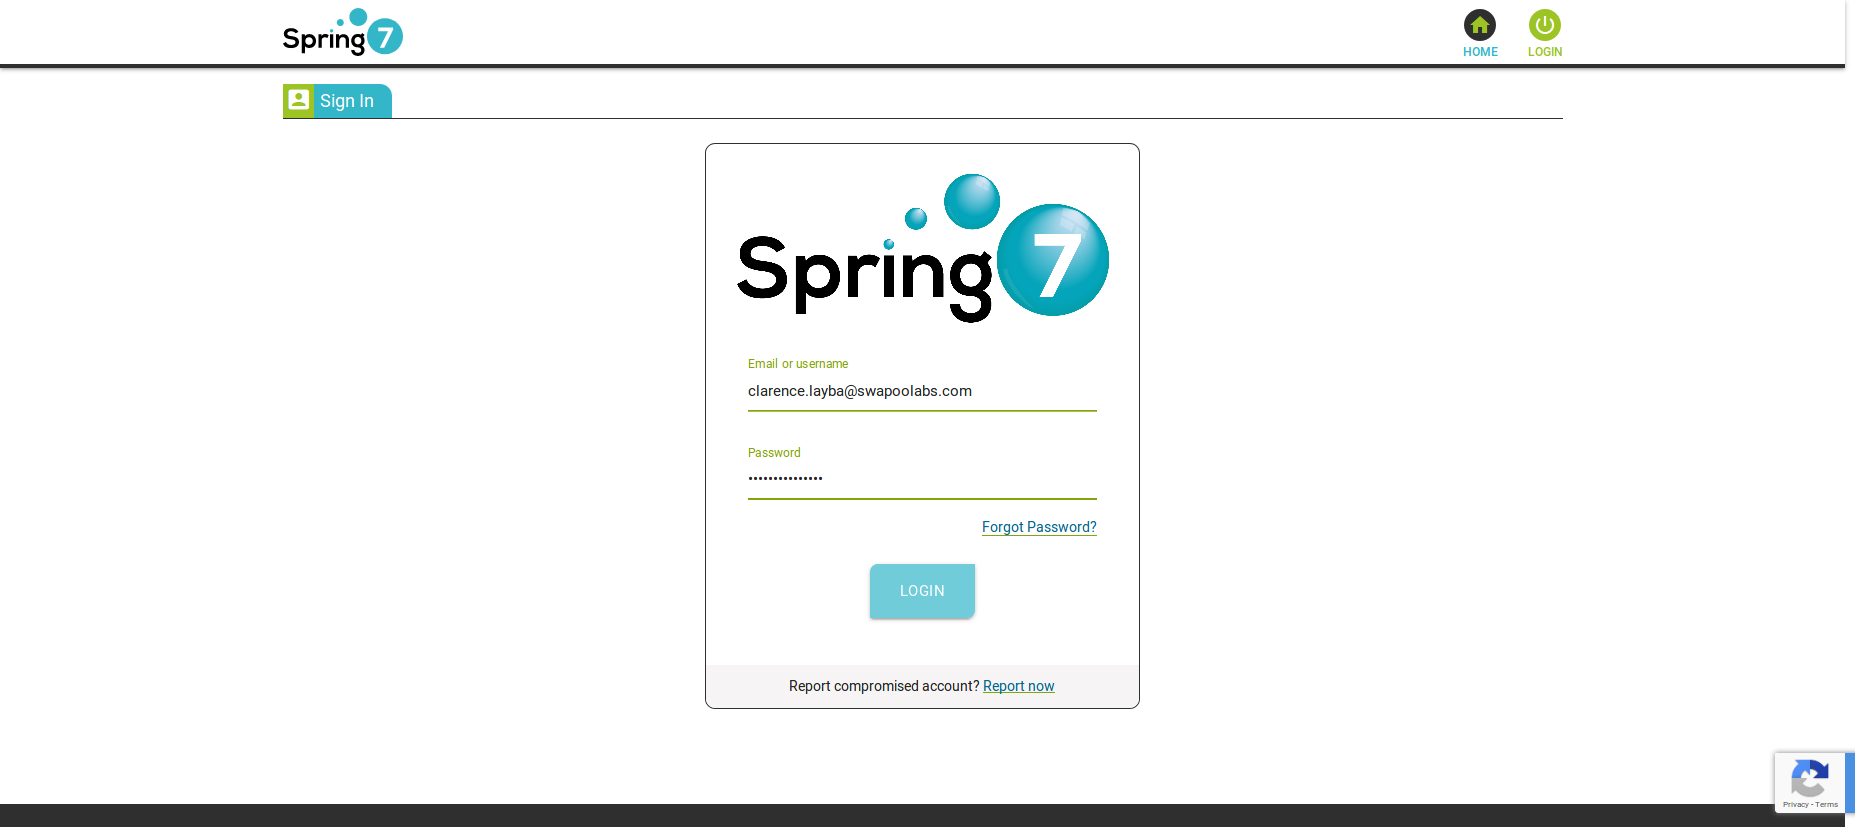 Spring 7
HOME
LOGIN
Sign In
Spring 7
Email or username
clarence.layba@swapoolabs.com
Password
•••••••••••••••
Forgot Password?
LOGIN
Report compromised account? Report now
Privacy - Terms